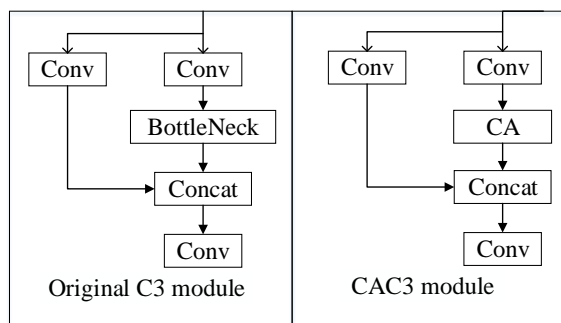 Conv Conv
BottleNeck
Concat
Conv
Original C3 module
Conv Conv
CA
Concat
Conv
CAC3 module